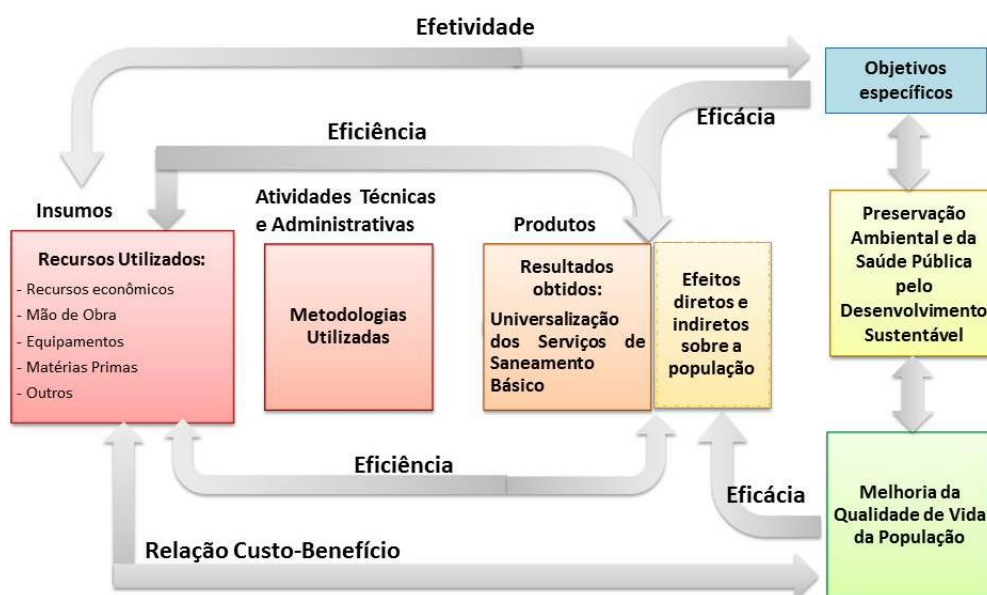 Efetividade
Objetivos
específicos
Eficiência
Eficácia
Insumos
Atividades Técnicas
e Administrativas
Produtos
Recursos Utilizados:
- Recursos econômicos
- Mão de Obra
- Equipamentos
- Matérias Primas
- Outros
Metodologias
Utilizadas
Resultados
obtidos:
Universalização
dos Serviços de
Saneamento
Básico
Efeitos
diretos e
indiretos
sobre a
população
Preservação
Ambiental e da
Saúde Pública
pelo
Desenvolvimento
Sustentável
Eficiência
Eficácia
Melhoria da
Qualidade de Vida
da População
Relação Custo-Benefício